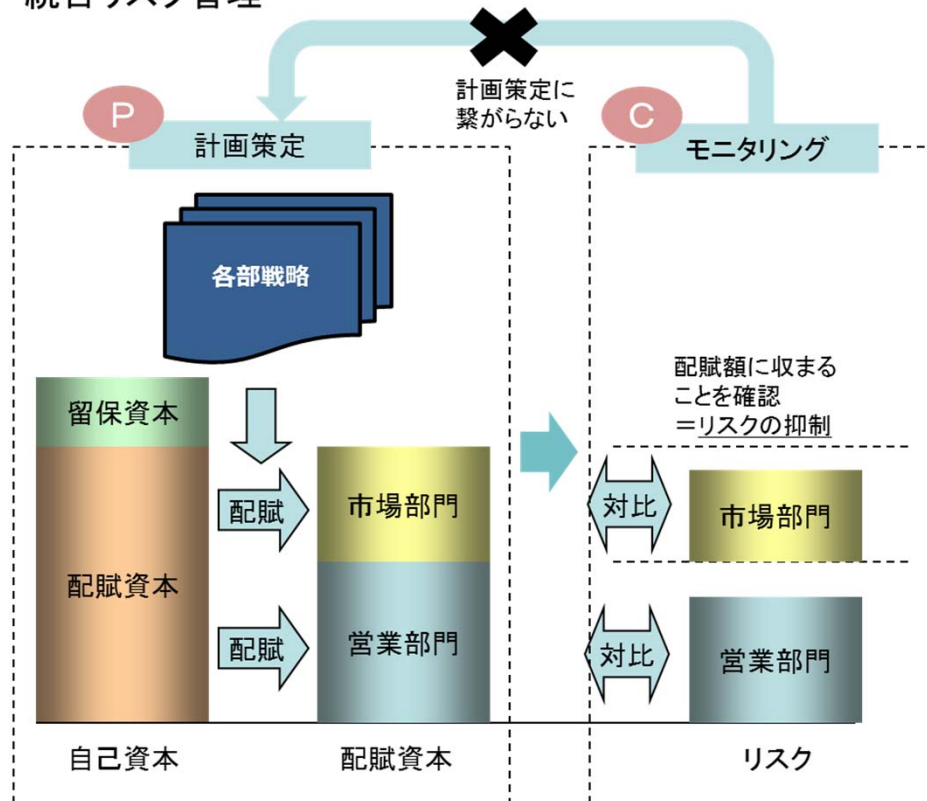 統合リスク管理
計画策定に
繋がらない
P
計画策定
C
モニタリング
各部戦略
留保資本
配賦資本
配賦
配賦
市場部門
営業部門
配賦額に収まる
ことを確認
＝リスクの抑制
対比
対比
市場部門
営業部門
自己資本
配賦資本
リスク